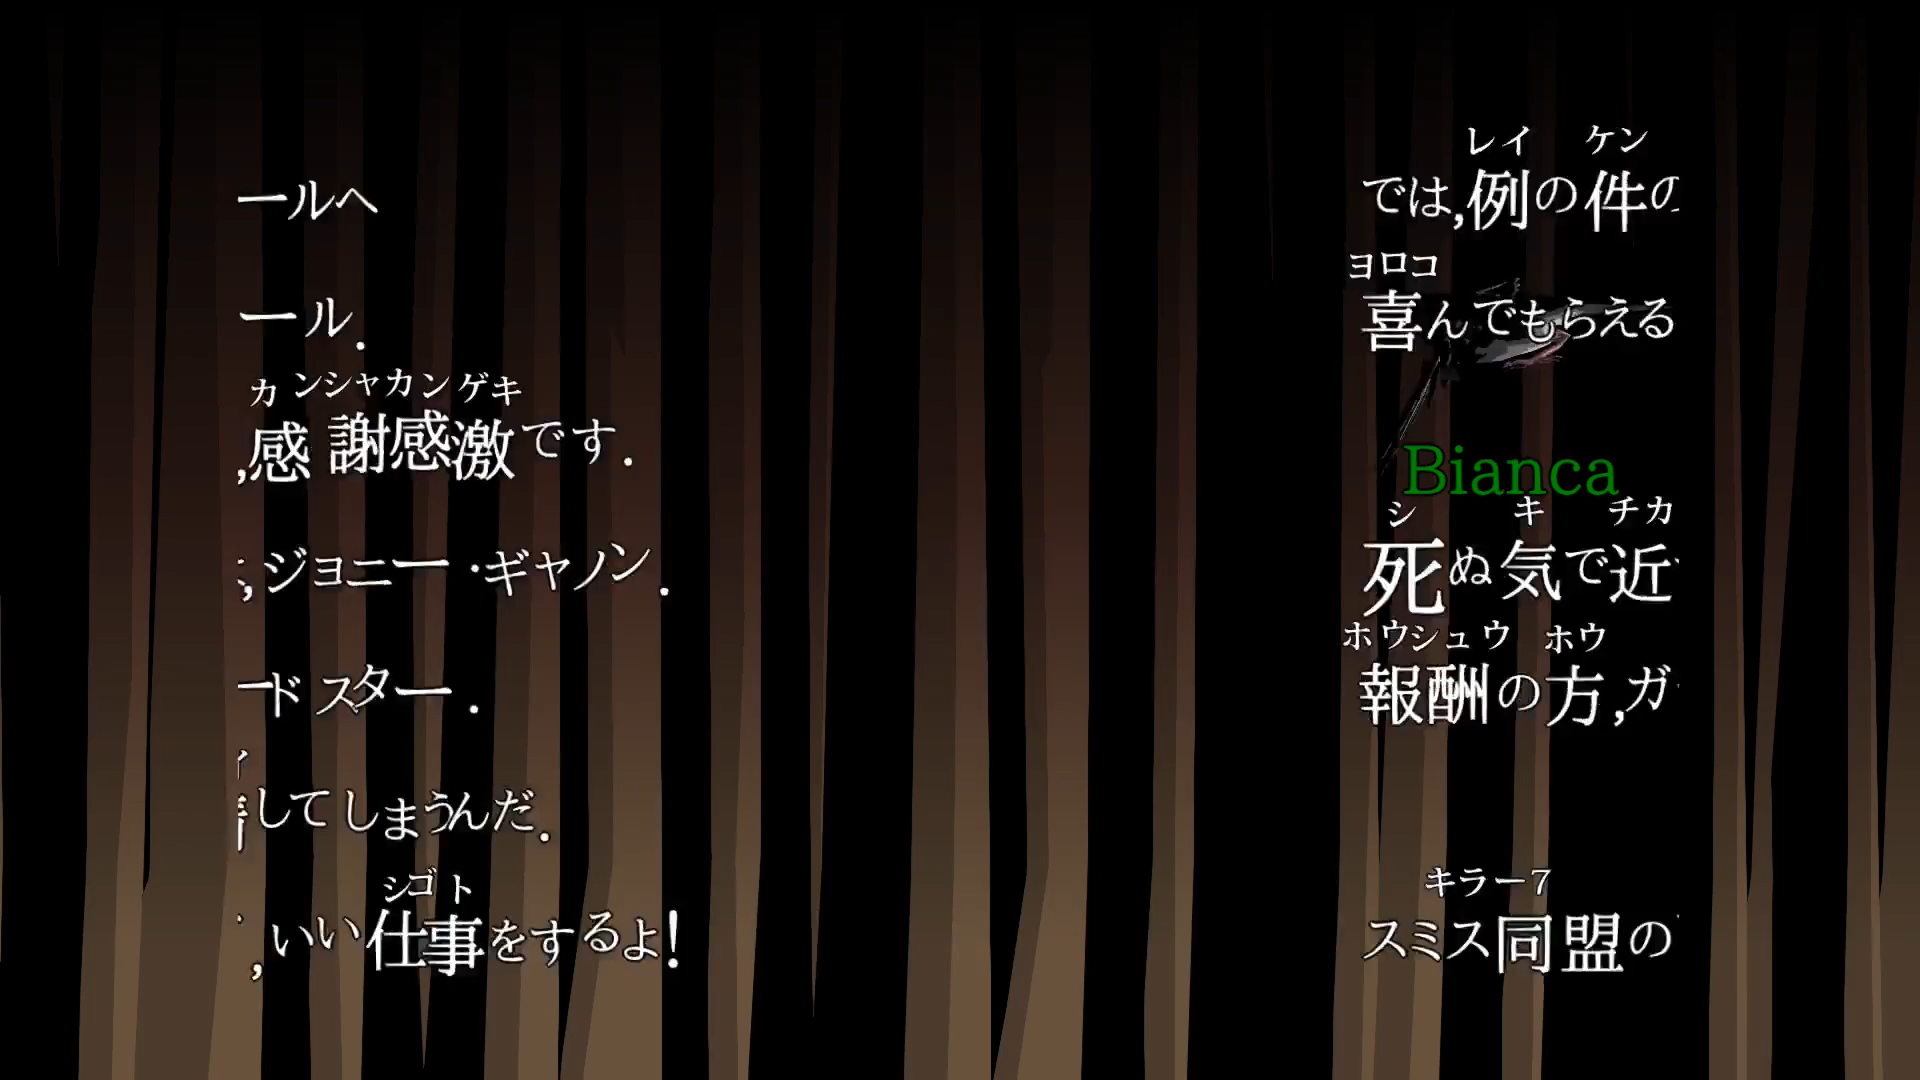 ールへ
ール.
カンシャカンゲキ
,感謝感激です.
;ジョニー・ギャノン.
ードスター.
してしまうんだ.
シゴト
,いい仕事をするよ!
レイ ケン
では,例の件の
ヨロコ
喜んでもらえる
Bianca
シ キ チカ
死ぬ気で近
ホウシュウ ホウ
報酬の方,ガ
キラー7
スミス同盟の